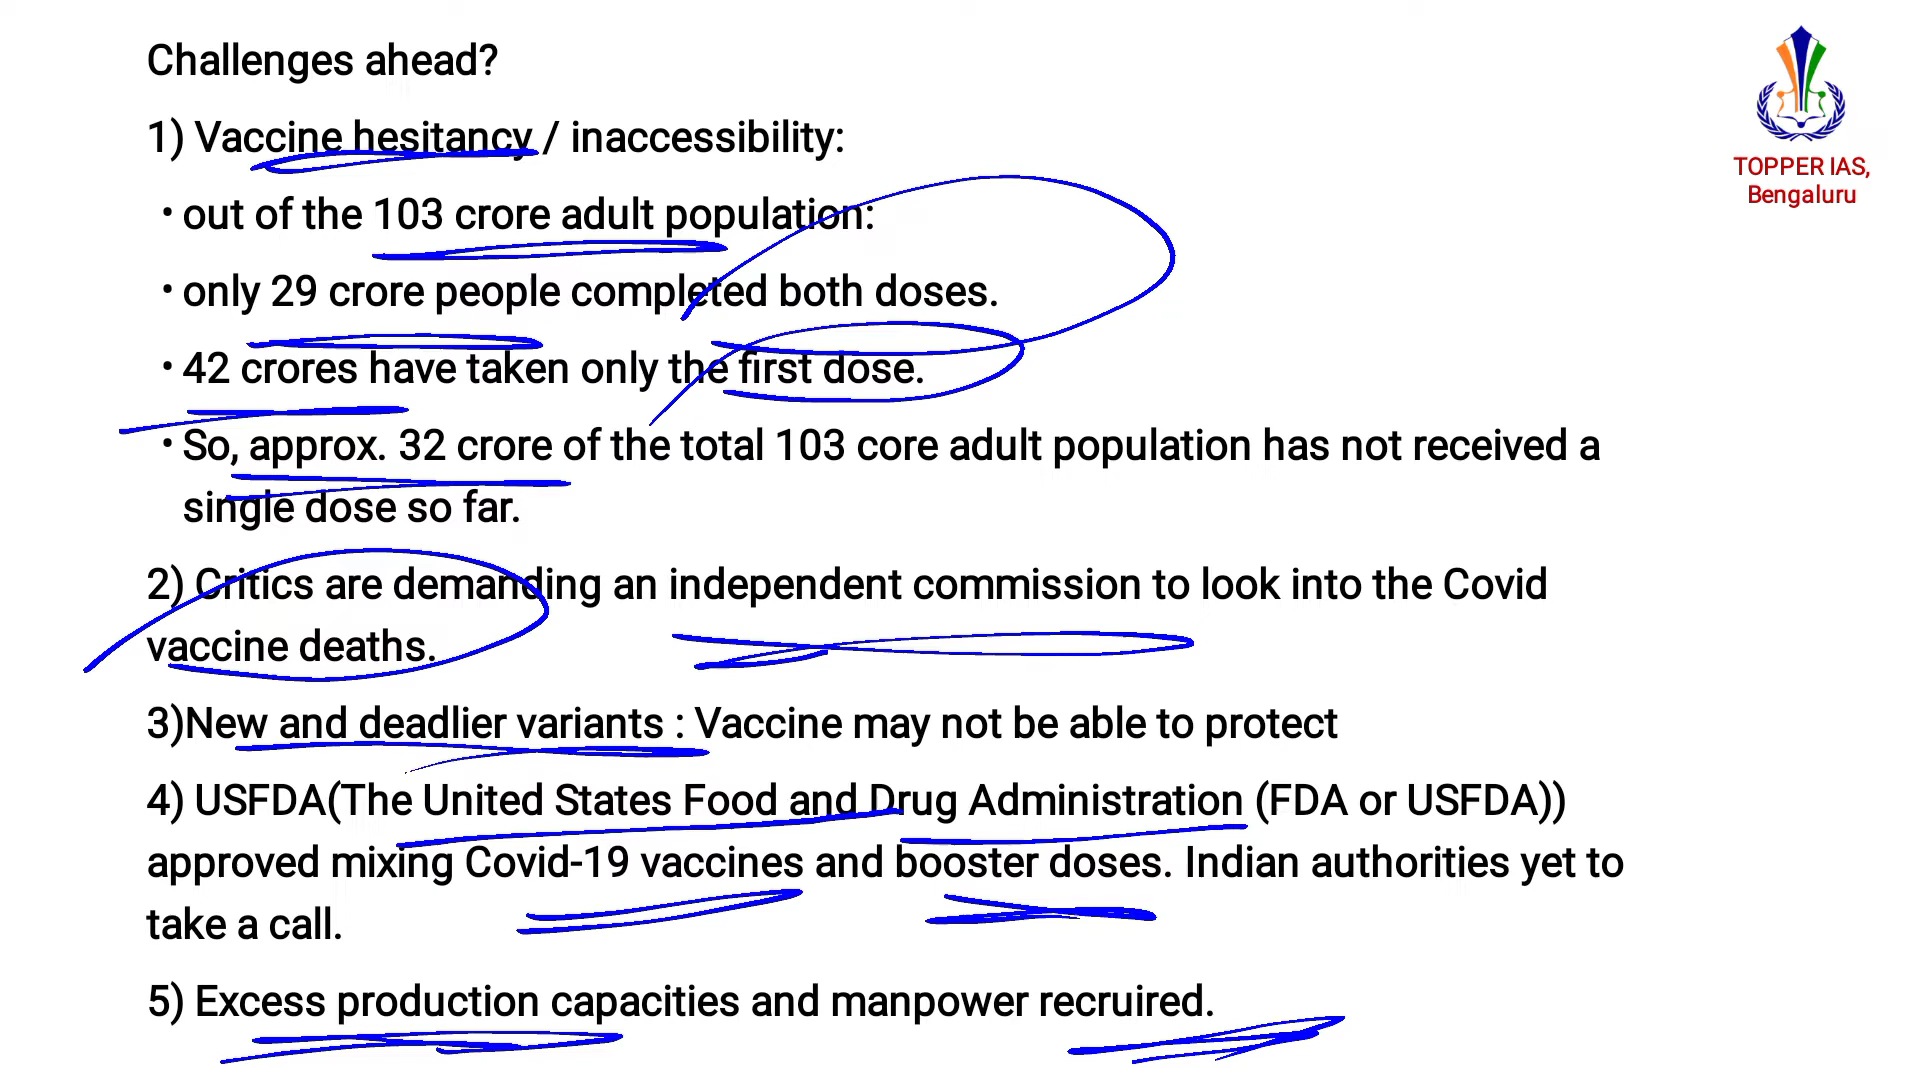 Challenges ahead?
TOPPER IAS,
Bengaluru
1) Vaccine hesitancy / inaccessibility:
• out of the 103 crore adult population:
• only 29 crore people completed both doses.
• 42 crores have taken only the first dose.
• So, approx. 32 crore of the total 103 core adult population has not received a
single dose so far.
2) Critics are demanding an independent commission to look into the Covid
vaccine deaths.
3)New and deadlier variants : Vaccine may not be able to protect
4) USFDA(The United States Food and Drug Administration (FDA or USFDA))
approved mixing Covid-19 vaccines and booster doses. Indian authorities yet to
take a call.
5) Excess production capacities and manpower recruired.